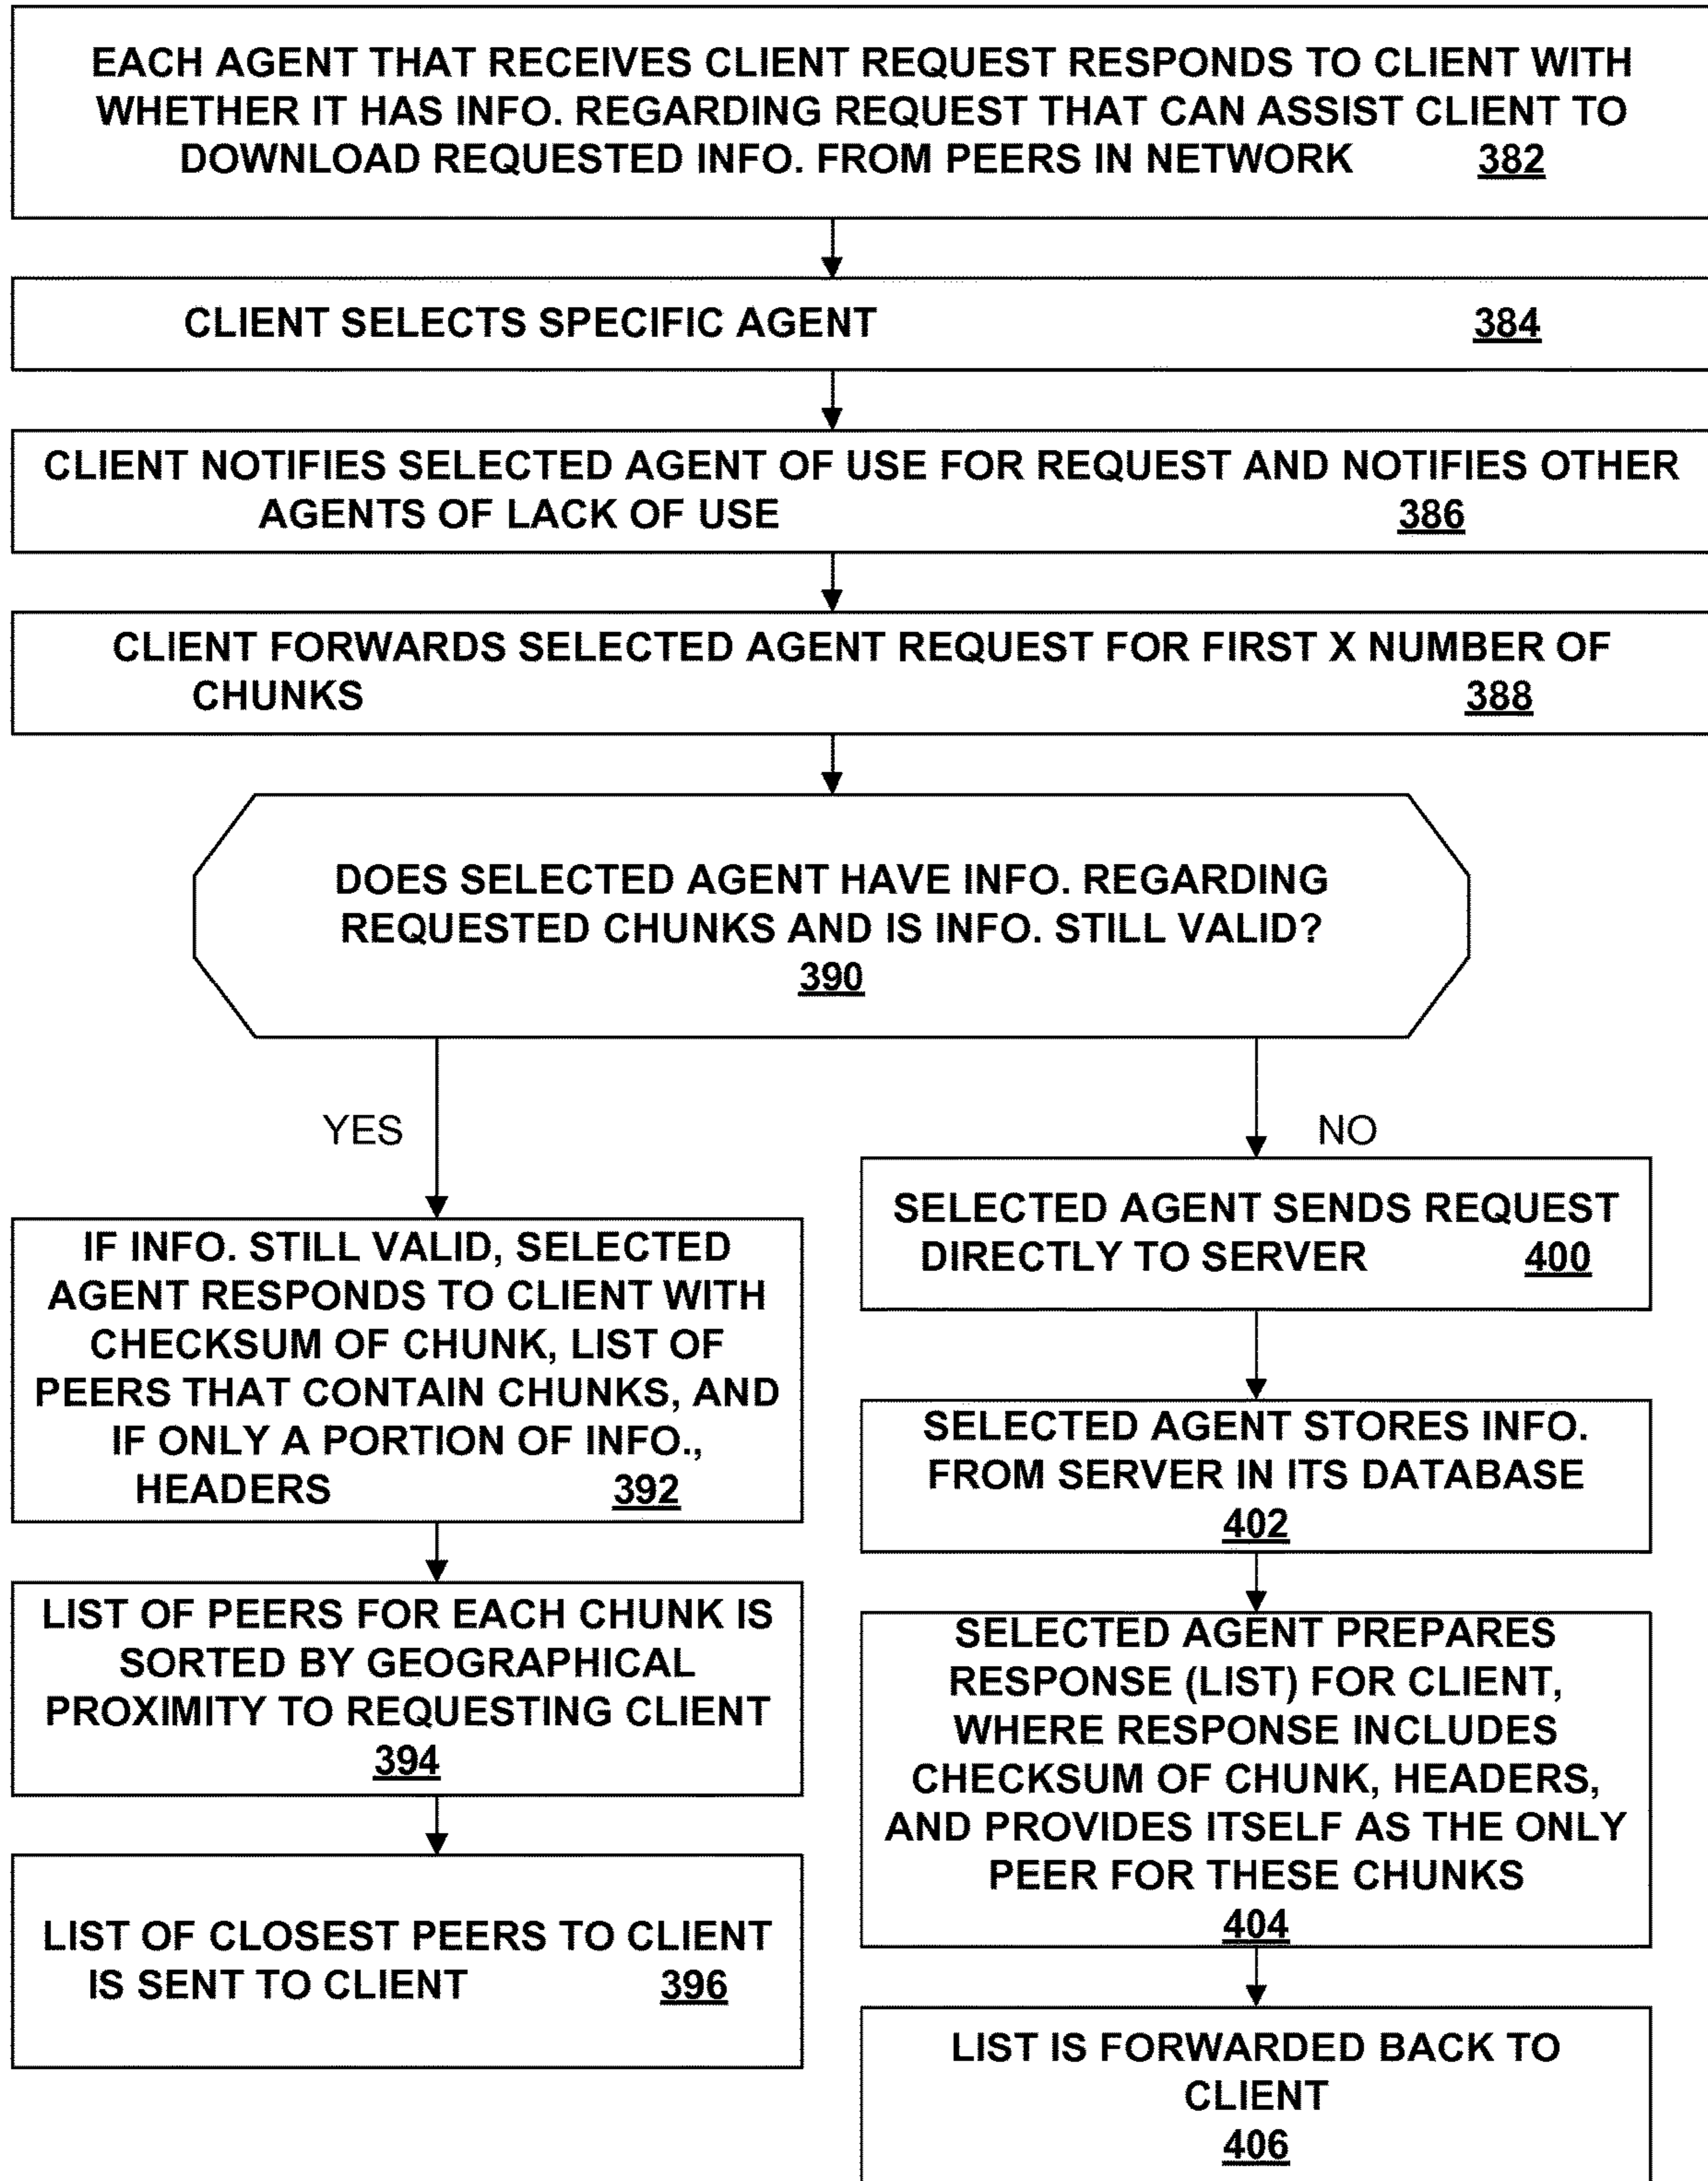 EACH AGENT THAT RECEIVES CLIENT REQUEST RESPONDS TO CLIENT WITH
WHETHER IT HAS INFO. REGARDING REQUEST THAT CAN ASSIST CLIENT TO
DOWNLOAD REQUESTED INFO. FROM PEERS IN NETWORK 382
CLIENT SELECTS SPECIFIC AGENT 384
CLIENT NOTIFIES SELECTED AGENT OF USE FOR REQUEST AND NOTIFIES OTHER
AGENTS OF LACK OF USE 386
CLIENT FORWARDS SELECTED AGENT REQUEST FOR FIRST X NUMBER OF
CHUNKS 388
DOES SELECTED AGENT HAVE INFO. REGARDING
REQUESTED CHUNKS AND IS INFO. STILL VALID?
390
YES
IF INFO. STILL VALID, SELECTED
AGENT RESPONDS TO CLIENT WITH
CHECKSUM OF CHUNK, LIST OF
PEERS THAT CONTAIN CHUNKS, AND
IF ONLY A PORTION OF INFO.,
HEADERS 392
LIST OF PEERS FOR EACH CHUNK IS
SORTED BY GEOGRAPHICAL
PROXIMITY TO REQUESTING CLIENT
394
LIST OF CLOSEST PEERS TO CLIENT
IS SENT TO CLIENT 396
NO
SELECTED AGENT SENDS REQUEST
DIRECTLY TO SERVER 400
SELECTED AGENT STORES INFO.
FROM SERVER IN ITS DATABASE
402
SELECTED AGENT PREPARES
RESPONSE (LIST) FOR CLIENT,
WHERE RESPONSE INCLUDES
CHECKSUM OF CHUNK, HEADERS,
AND PROVIDES ITSELF AS THE ONLY
PEER FOR THESE CHUNKS
404
LIST IS FORWARDED BACK TO
CLIENT
406